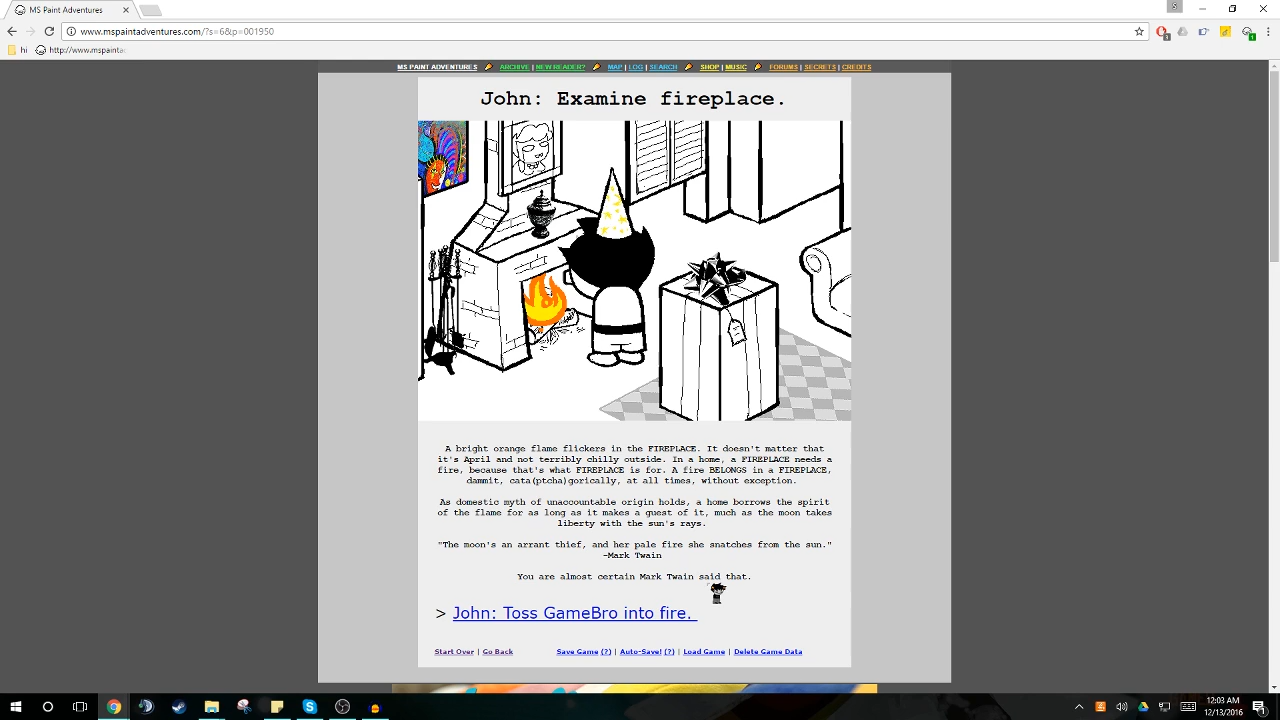 MS Paint Adventures
www.mspaintadventures.com/?s=6&p=001950
hi http://www.mspainta
MS PAINT ADVENTURES ARCHIVE | NEW READER? MAP | LOG | SEARCH SHOP | MUSIC FORUMS | SECRETS | CREDITS
John: Examine fireplace.
A bright orange flame flickers in the FIREPLACE. It doesn't matter that
it's April and not terribly chilly outside. In a home, a FIREPLACE needs a
fire, because that's what FIREPLACE is for. A fire BELONGS in a FIREPLACE,
dammit, cata(ptcha)gorically, at all times, without exception.
As domestic myth of unaccountable origin holds, a home borrows the spirit
of the flame for as long as it makes a guest of it, much as the moon takes
liberty with the sun's rays.
"The moon's an arrant thief, and her pale fire she snatches from the sun."
-Mark Twain
You are almost certain Mark Twain said that.
> John: Toss GameBro into fire.
Start Over | Go Back Save Game (?) | Auto-Save! (?) | Load Game | Delete Game Data
12:03 AM
12/13/2016